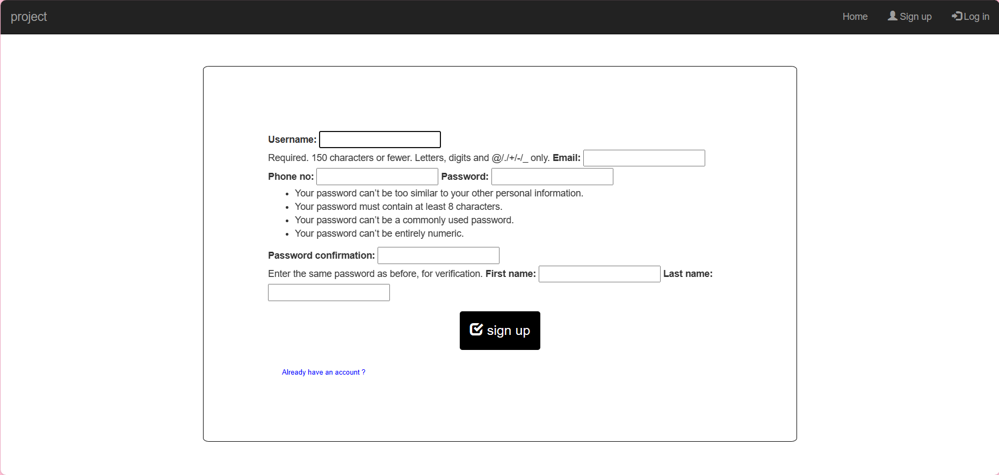 project
Home
Sign up
Log in
Username:
Required. 150 characters or fewer. Letters, digits and @/./+/-/_ only. Email:
Phone no: Password:
• Your password can’t be too similar to your other personal information.
• Your password must contain at least 8 characters.
• Your password can’t be a commonly used password.
• Your password can’t be entirely numeric.
Password confirmation:
Enter the same password as before, for verification. First name: Last name:
sign up
Already have an account ?